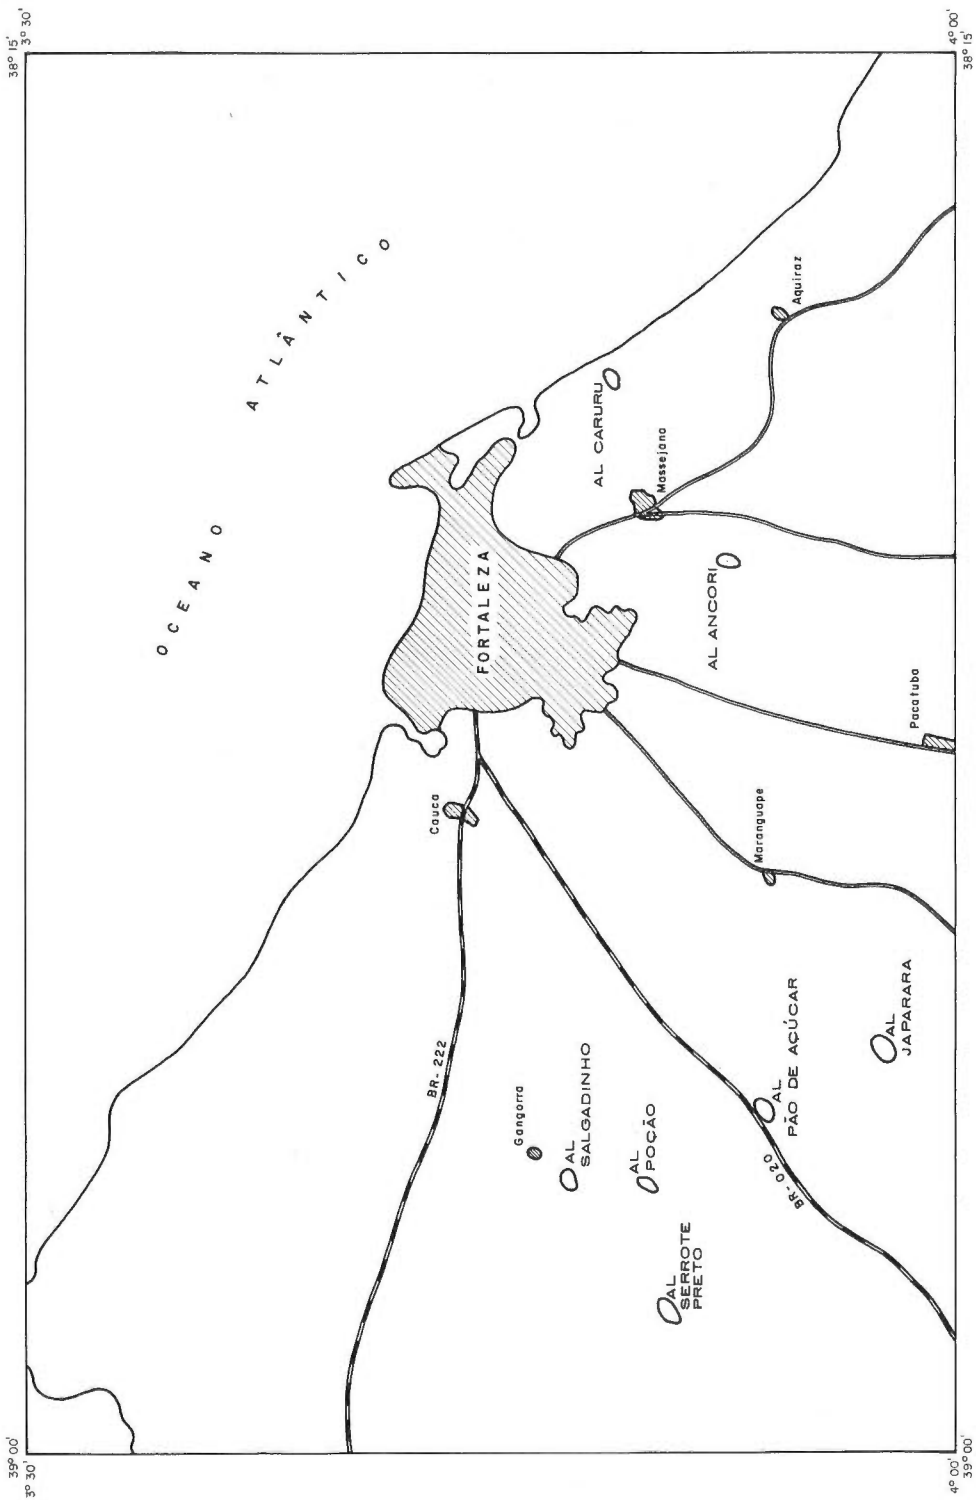 39° 00'
3° 30'
38° 15'
3° 30'
OCEANO ATLÂNTICO
FORTALEZA
Cauca
BR-222
AL CARURU
Massejana
Gangorra
AL
SALGADINHO
AL
POÇÃO
AL
SERROTE
PRETO
AL ANCORI
Aquiraz
Maranguape
AL
PÃO DE AÇÚCAR
BR-020
AL
JAPARARA
Pacatuba
4° 00'
39° 00'
4° 00'
38° 15'